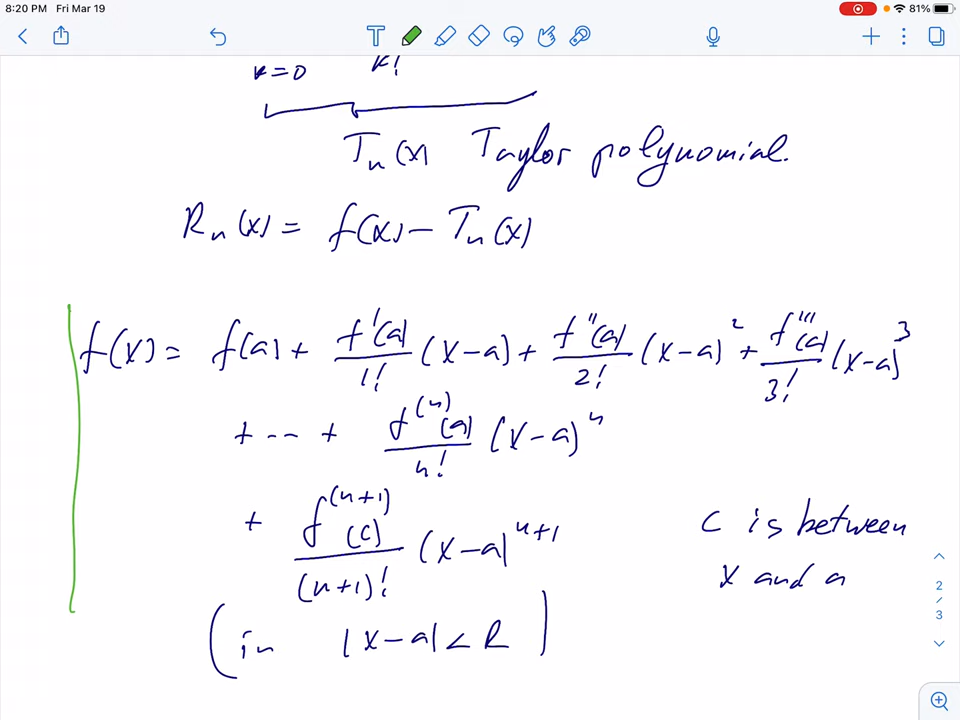 8:20 PM Fri Mar 19 81%
k=0 k!
Tn(x) Taylor polynomial.
Rn(x) = f(x) - Tn(x)
f(x) = f(a) + f'(a)/1! (x-a) + f''(a)/2! (x-a)^2 + f'''(a)/3! (x-a)^3
+ -- + f^(n)(a)/n! (x-a)^n
+ f^(n+1)(c)/(n+1)! (x-a)^n+1 c is between
x and a
(in |x-a| < R)
2
/
3